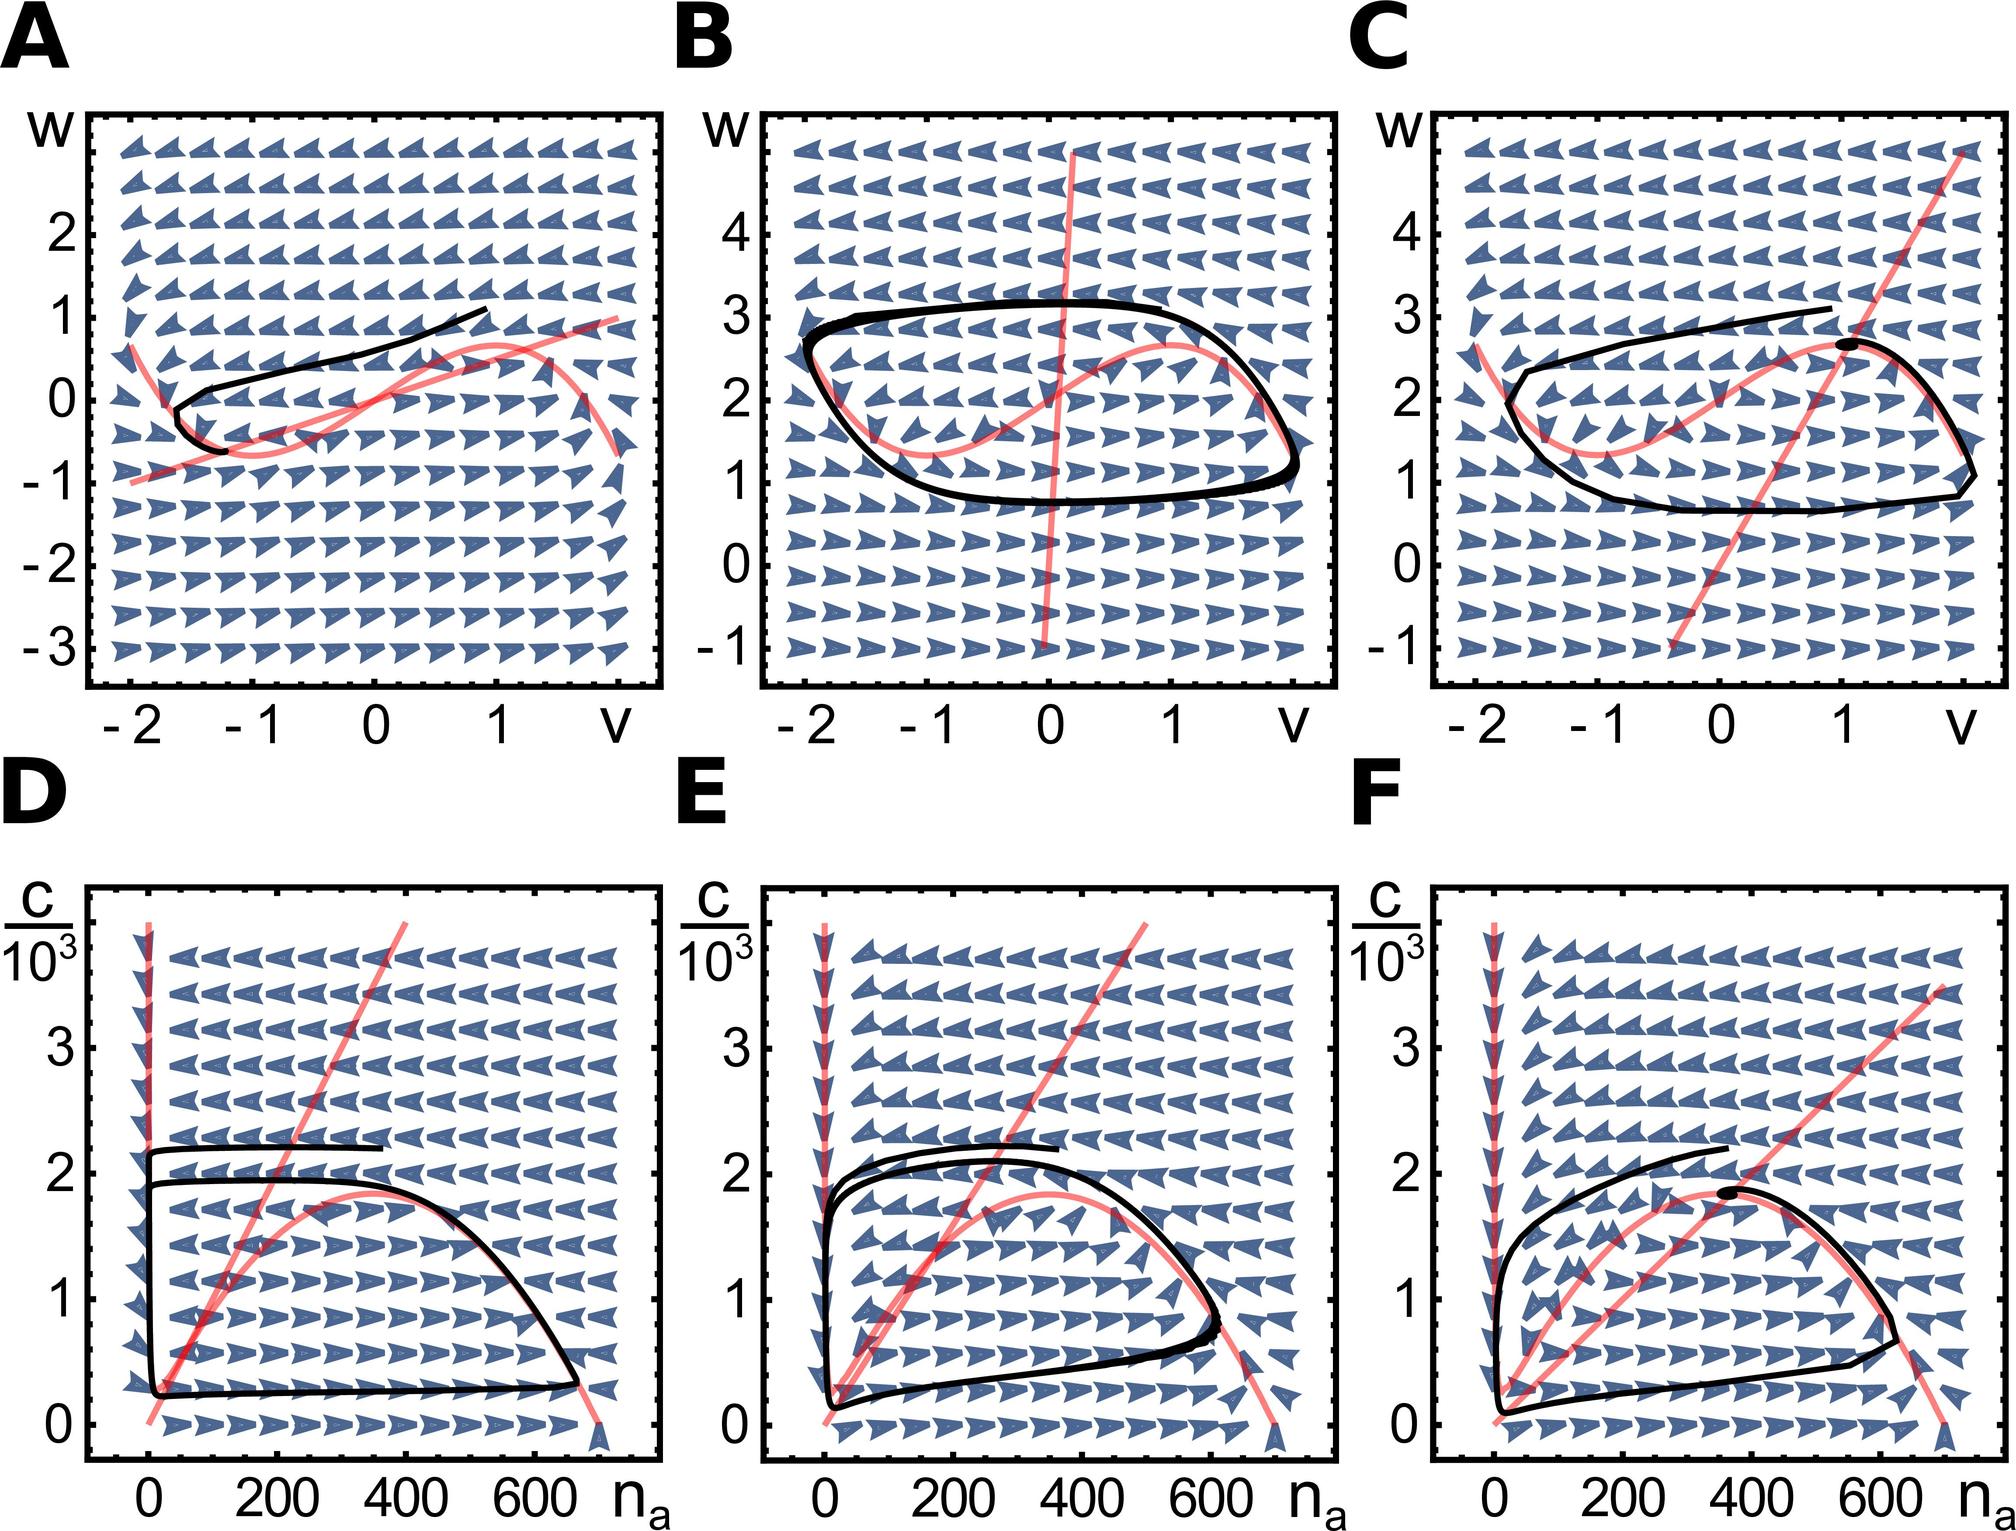 A B C
w w w
2 4 4
1 3 3
0 2 2
-1 1 1
-2 0 0
-3 -1 -1
-2 -1 0 1 v -2 -1 0 1 v -2 -1 0 1 v
D E F
c c c
10³ 10³ 10³
3 3 3
2 2 2
1 1 1
0 0 0
0 200 400 600 nₐ 0 200 400 600 nₐ 0 200 400 600 nₐ